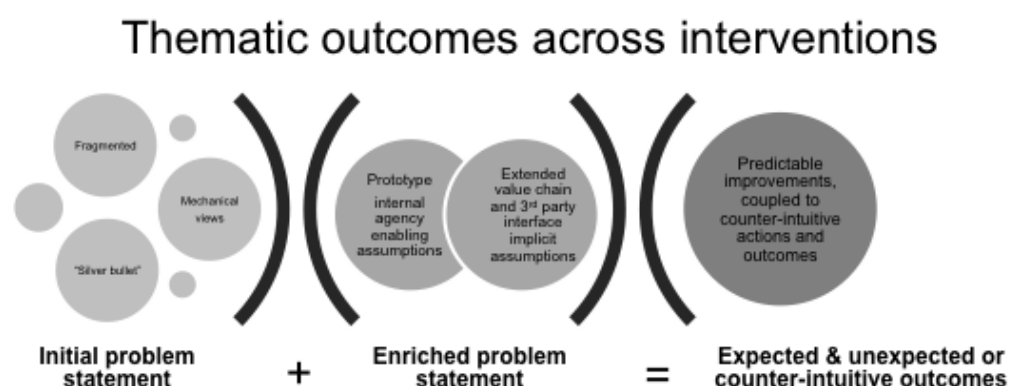 Thematic outcomes across interventions
Fragmented
Mechanical
views
"Silver bullet"
Prototype
internal
agency
enabling
assumptions
Extended
value chain
and 3rd party
interface
implicit
assumptions
Predictable
improvements,
coupled to
counter-intuitive
actions and
outcomes
Initial problem
statement
+
Enriched problem
statement
=
Expected & unexpected or
counter-intuitive outcomes